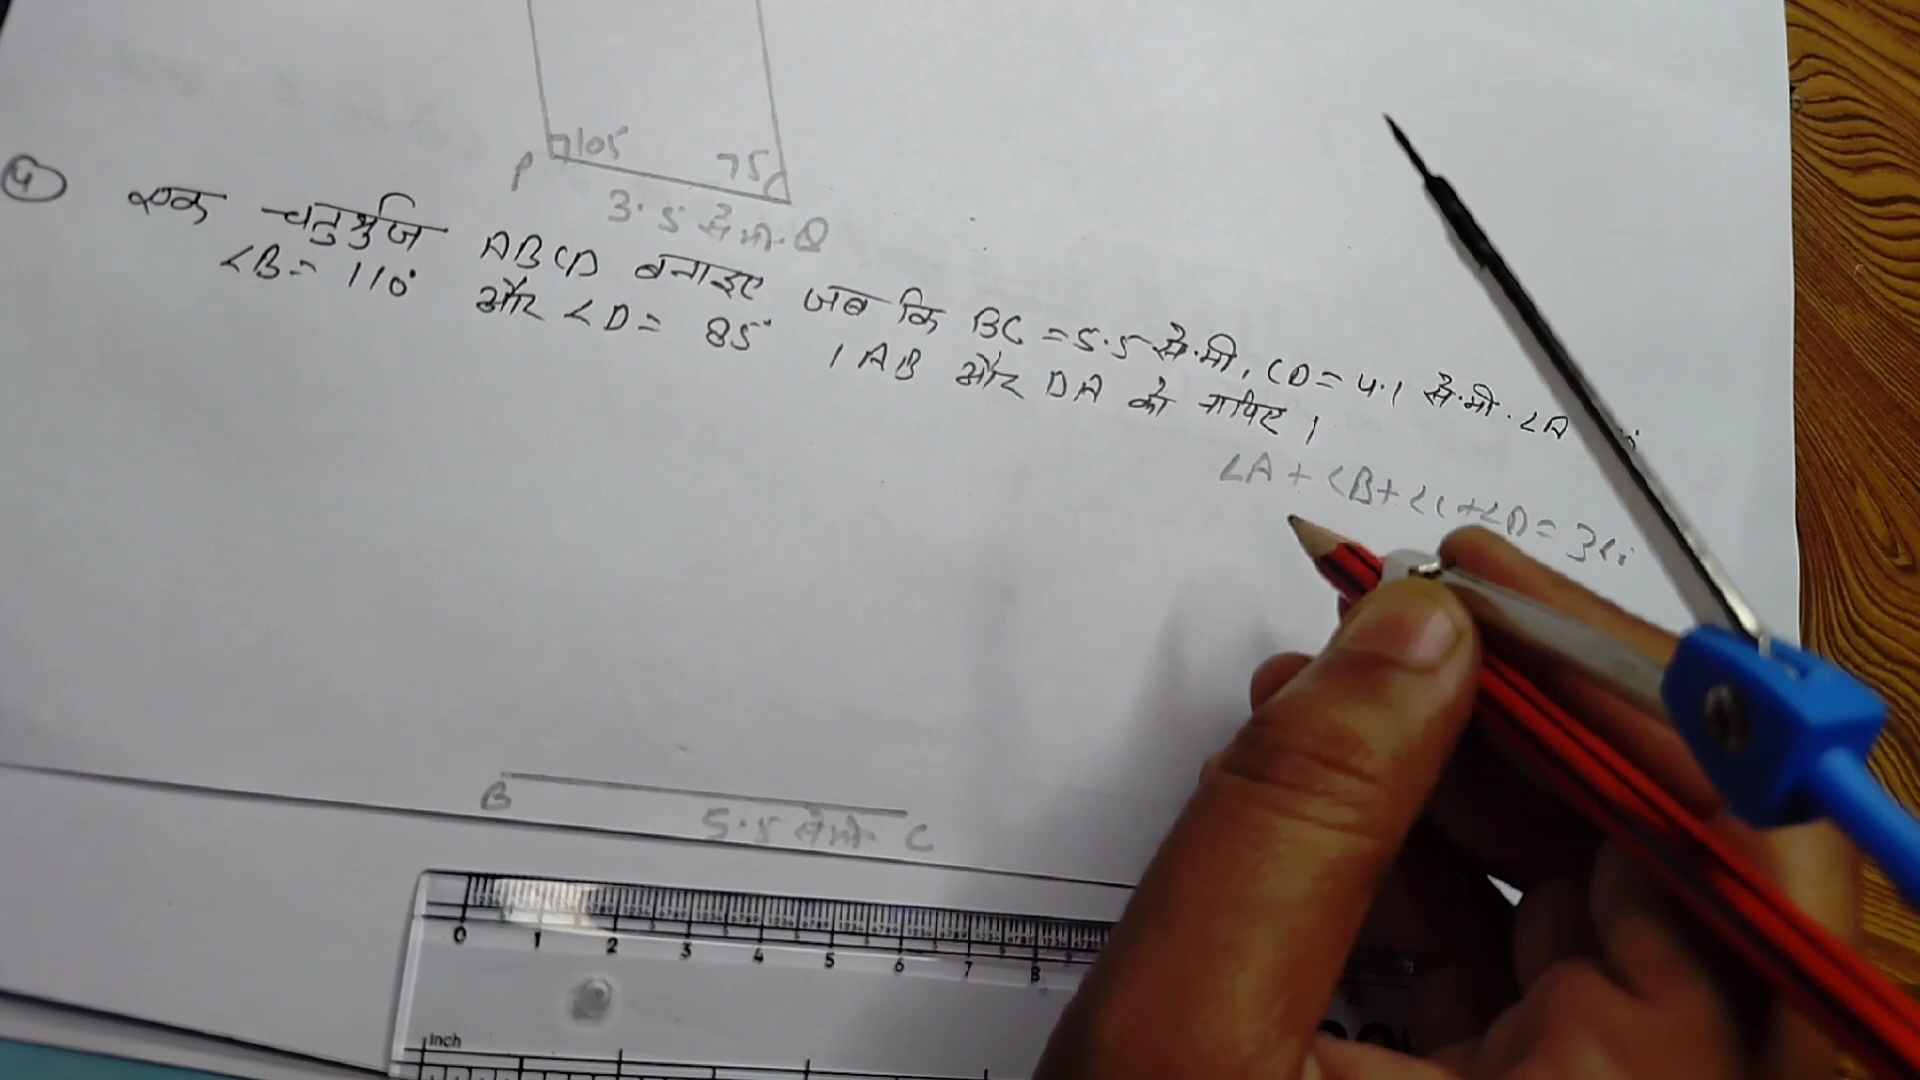 105 75
P 3.5 सेमी. Q
4 एक चतुर्भुज ABCD बनाइए जब कि BC = 5.5 से.मी, CD = 4.1 से.मी. ∠A
∠B = 110° और ∠D = 85° । AB और DA को नापिए ।
∠A + ∠B + ∠C + ∠D = 3
B 5.5 सेमी. C
0 1 2 3 4 5 6 7 8
Inch